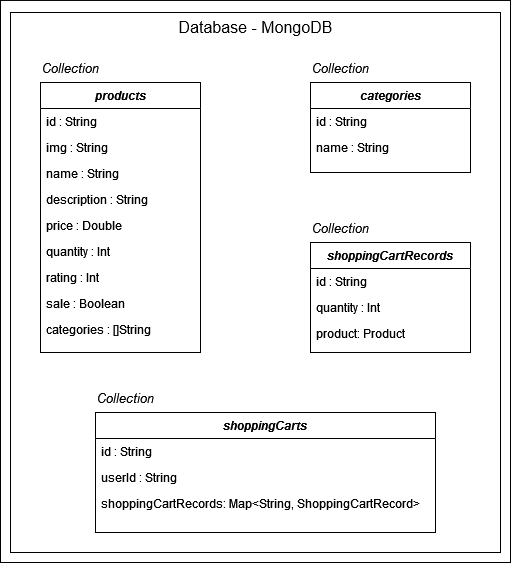 Database - MongoDB
Collection
products
id : String
img : String
name : String
description : String
price : Double
quantity : Int
rating : Int
sale : Boolean
categories : []String
Collection
categories
id : String
name : String
Collection
shoppingCartRecords
id : String
quantity : Int
product: Product
Collection
shoppingCarts
id : String
userId : String
shoppingCartRecords: Map<String, ShoppingCartRecord>